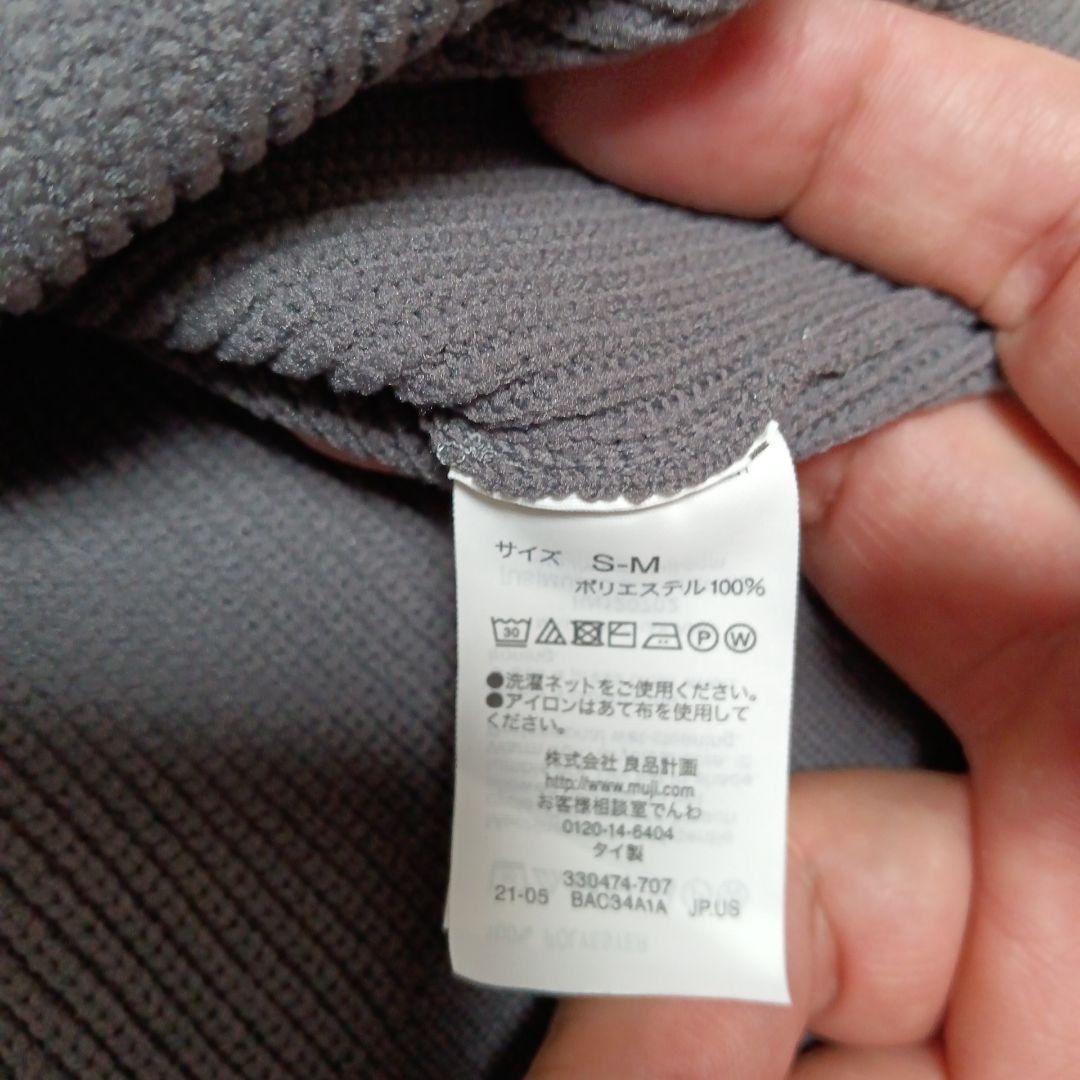 サイズ S-M
ポリエステル100%
30 P W
●洗濯ネットをご使用ください。
●アイロンはあて布を使用して
ください。
株式会社 良品計画
http://www.muji.com
お客様相談室でんわ
0120-14-6404
タイ製
330474-707
21-05 BAC34A1A JP.US
100% POLYESTER